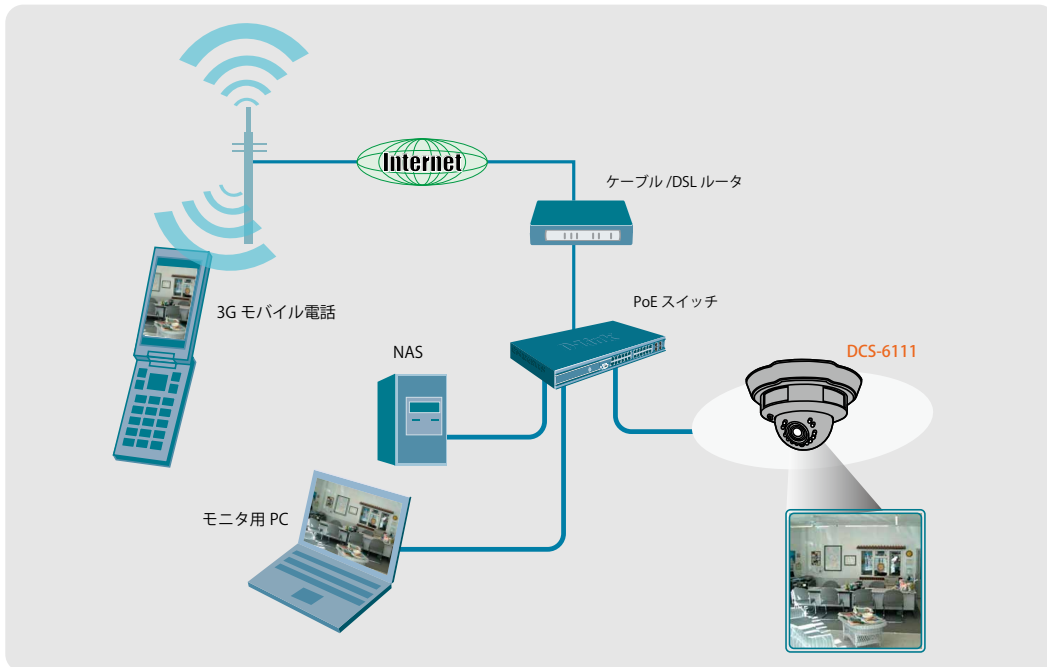 Internet
ケーブル /DSL ルータ
PoE スイッチ
D-Link
3G モバイル電話
NAS
DCS-6111
モニタ用 PC